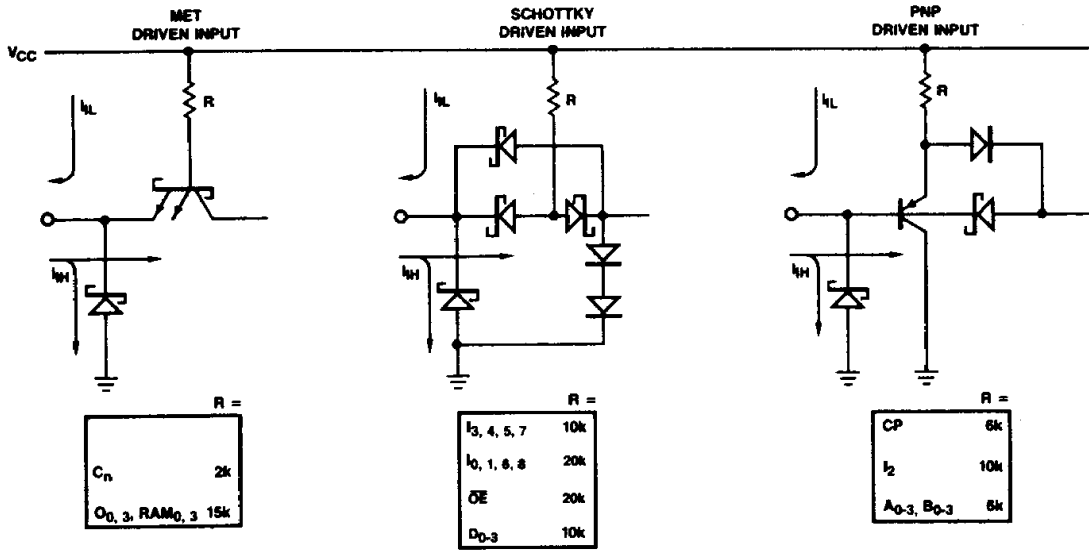 MET
DRIVEN INPUT
SCHOTTKY
DRIVEN INPUT
PNP
DRIVEN INPUT
VCC
IIL
R
IIH
IIL
R
IIH
IIL
R
IIH
R =
Cn 2k
O0, 3, RAM0, 3 15k
R =
I3, 4, 5, 7 10k
I0, 1, 6, 8 20k
OE 20k
D0-3 10k
R =
CP 6k
I2 10k
A0-3, B0-3 6k